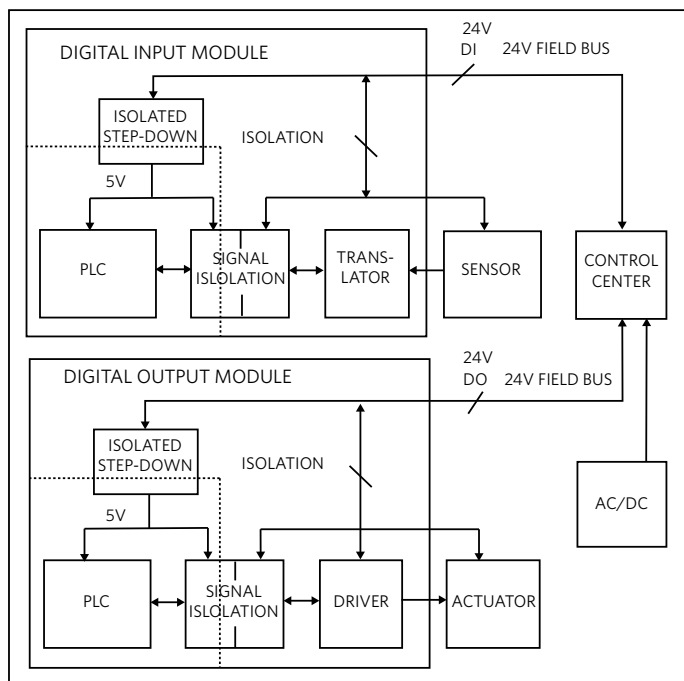 24V
DI 24V FIELD BUS
DIGITAL INPUT MODULE
ISOLATED
STEP-DOWN
ISOLATION
5V
PLC
SIGNAL
ISLOLATION
TRANS-
LATOR
SENSOR
CONTROL
CENTER
24V
DO 24V FIELD BUS
DIGITAL OUTPUT MODULE
ISOLATED
STEP-DOWN
ISOLATION
5V
AC/DC
PLC
SIGNAL
ISLOLATION
DRIVER
ACTUATOR